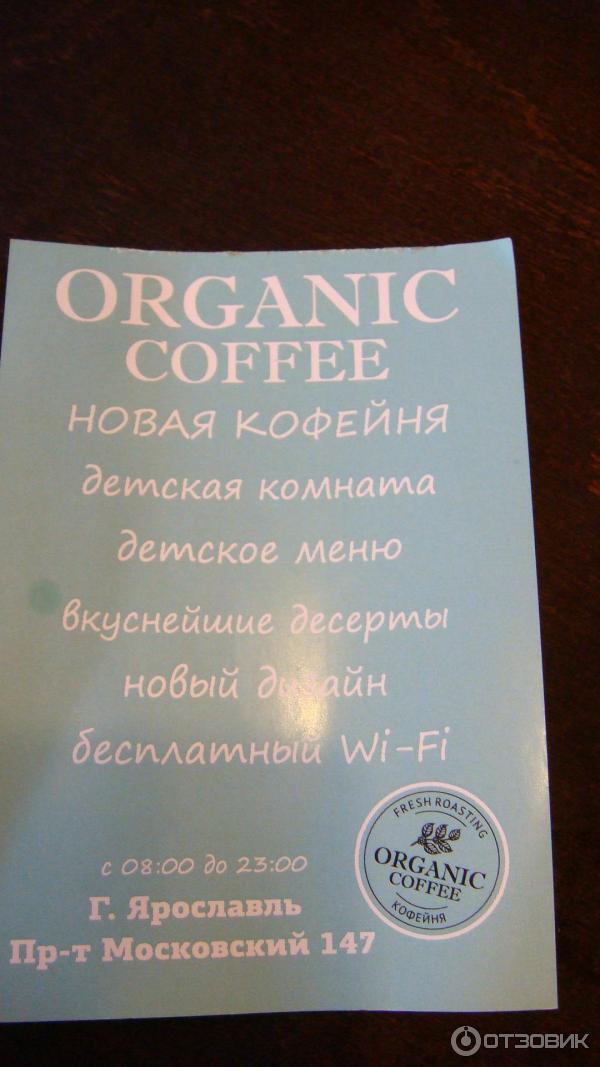 ORGANIC
COFFEE
НОВАЯ КОФЕЙНЯ
детская комната
детское меню
вкуснейшие десерты
новый дизайн
бесплатный Wi-Fi
с 08:00 до 23:00
Г. Ярославль
Пр-т Московский 147
FRESH ROASTING
ORGANIC
COFFEE
КОФЕЙНЯ
ОТЗОВИК